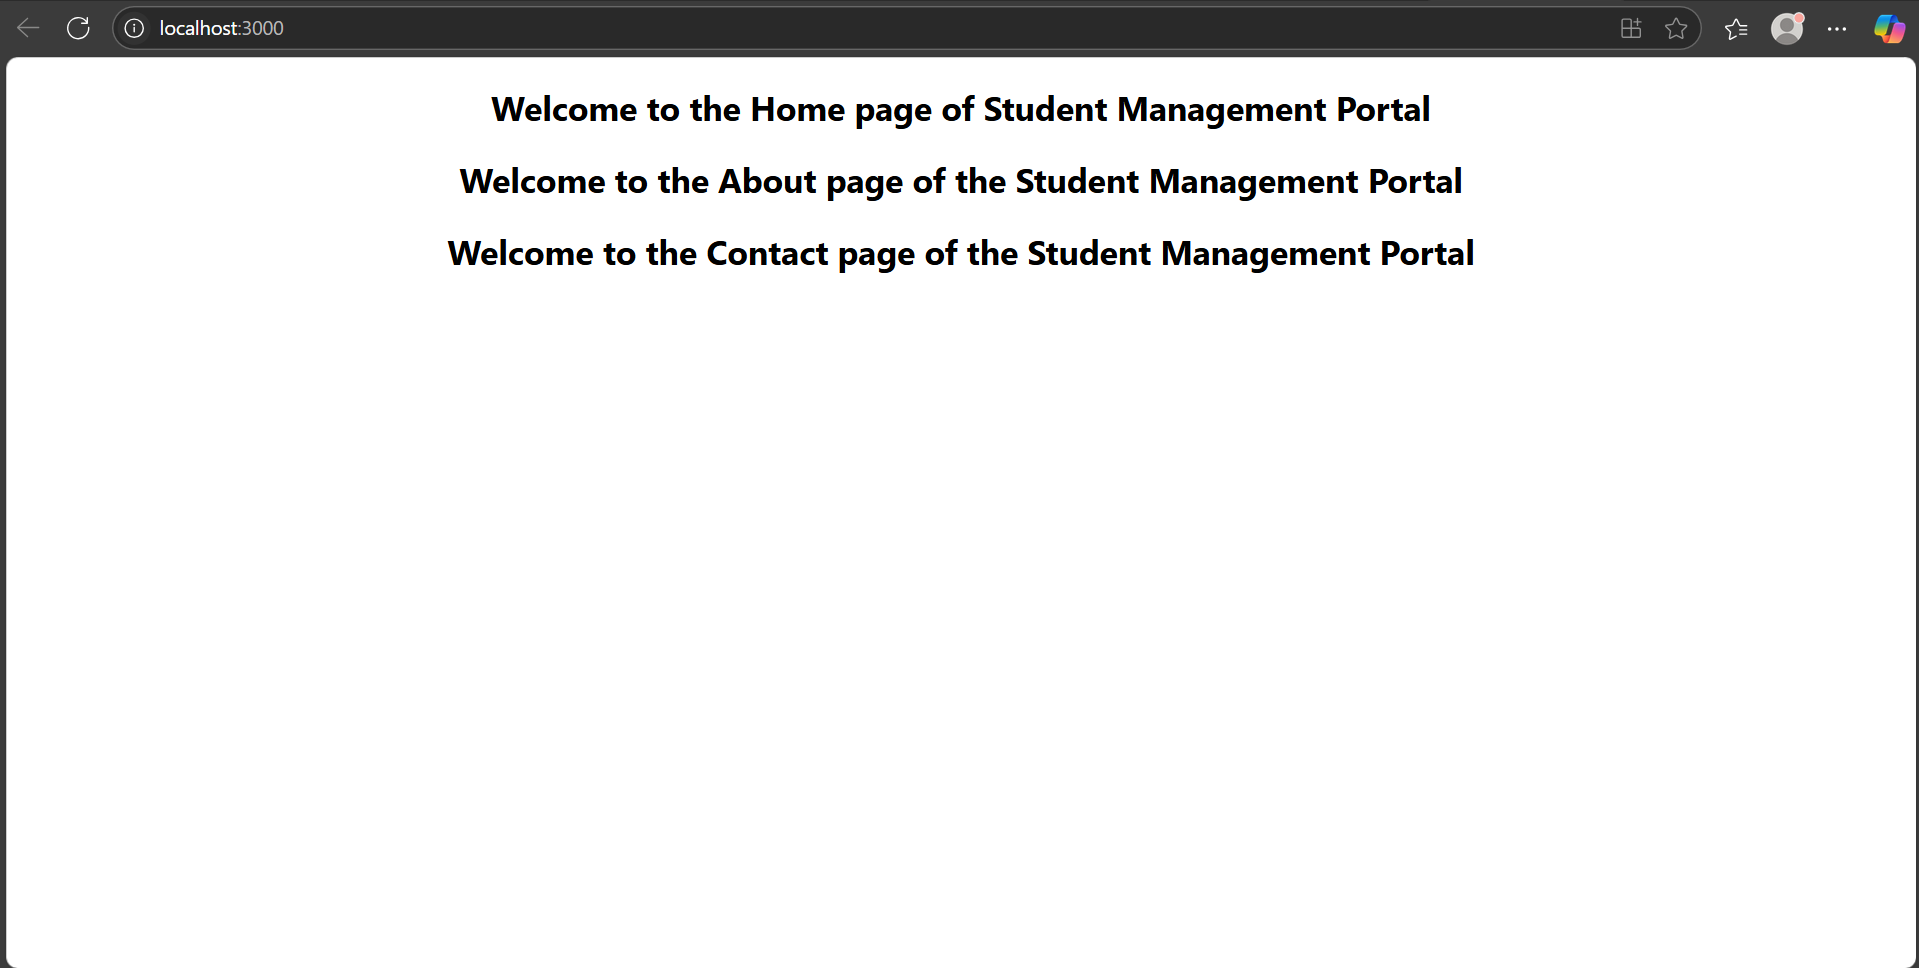 localhost:3000
Welcome to the Home page of Student Management Portal
Welcome to the About page of the Student Management Portal
Welcome to the Contact page of the Student Management Portal